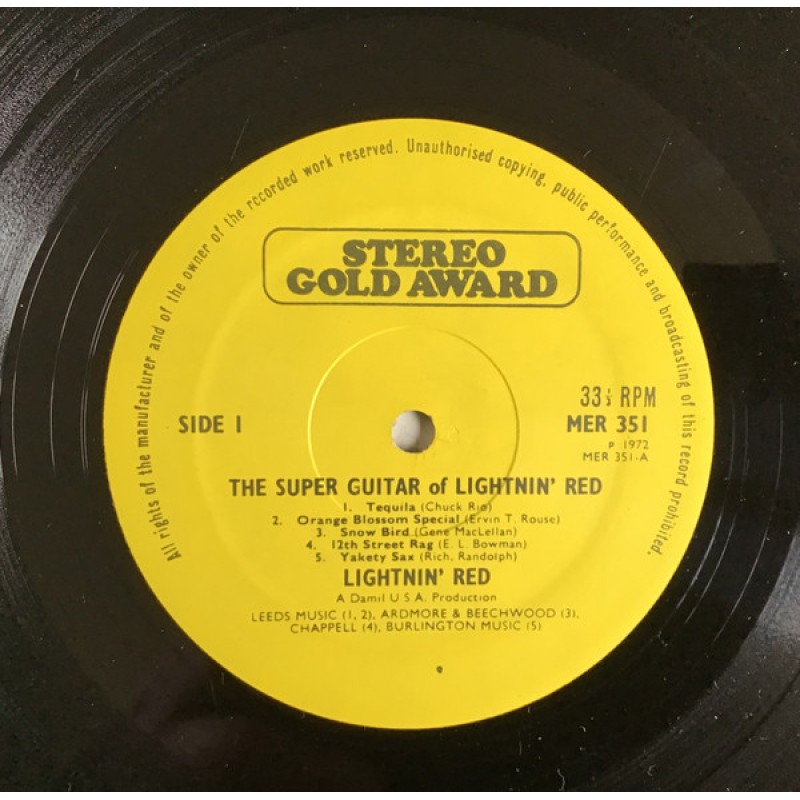 All rights of the manufacturer and of the owner of the recorded work reserved. Unauthorised copying, public performance and broadcasting of this record prohibited.
STEREO
GOLD AWARD
SIDE 1
33⅓ RPM
MER 351
P 1972
MER 351-A
THE SUPER GUITAR of LIGHTNIN' RED
1. Tequila (Chuck Rio)
2. Orange Blossom Special (Ervin T. Rouse)
3. Snow Bird (Gene MacLellan)
4. 12th Street Rag (E. L. Bowman)
5. Yakety Sax (Rich, Randolph)
LIGHTNIN' RED
A Damil U S A. Production
LEEDS MUSIC (1, 2), ARDMORE & BEECHWOOD (3),
CHAPPELL (4), BURLINGTON MUSIC (5)